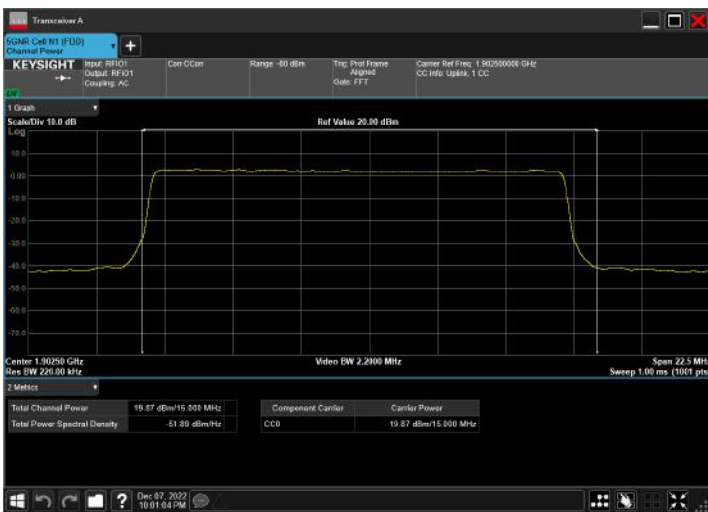 Transceiver A
5GNR Cell N1 (FDD)
Channel Power
KEYSIGHT
Input: RFIO1
Output: RFIO1
Coupling: AC
Corr CCorr
Range: -60 dBm
Trig: Prot Frame
Aligned
Gate: FFT
Carrier Ref Freq: 1.902500000 GHz
CC Info: Uplink, 1 CC
1 Graph
Scale/Div 10.0 dB
Ref Value 20.00 dBm
Log
10.0
0.00
-10.0
-20.0
-30.0
-40.0
-50.0
-60.0
-70.0
Center 1.90250 GHz
Video BW 2.2000 MHz
Span 22.5 MHz
Res BW 220.00 kHz
Sweep 1.00 ms (1001 pts
2 Metrics
Total Channel Power 19.87 dBm/15.000 MHz
Total Power Spectral Density -51.89 dBm/Hz
Component Carrier Carrier Power
CC0 19.87 dBm/15.000 MHz
Dec 07, 2022
10:01:04 PM